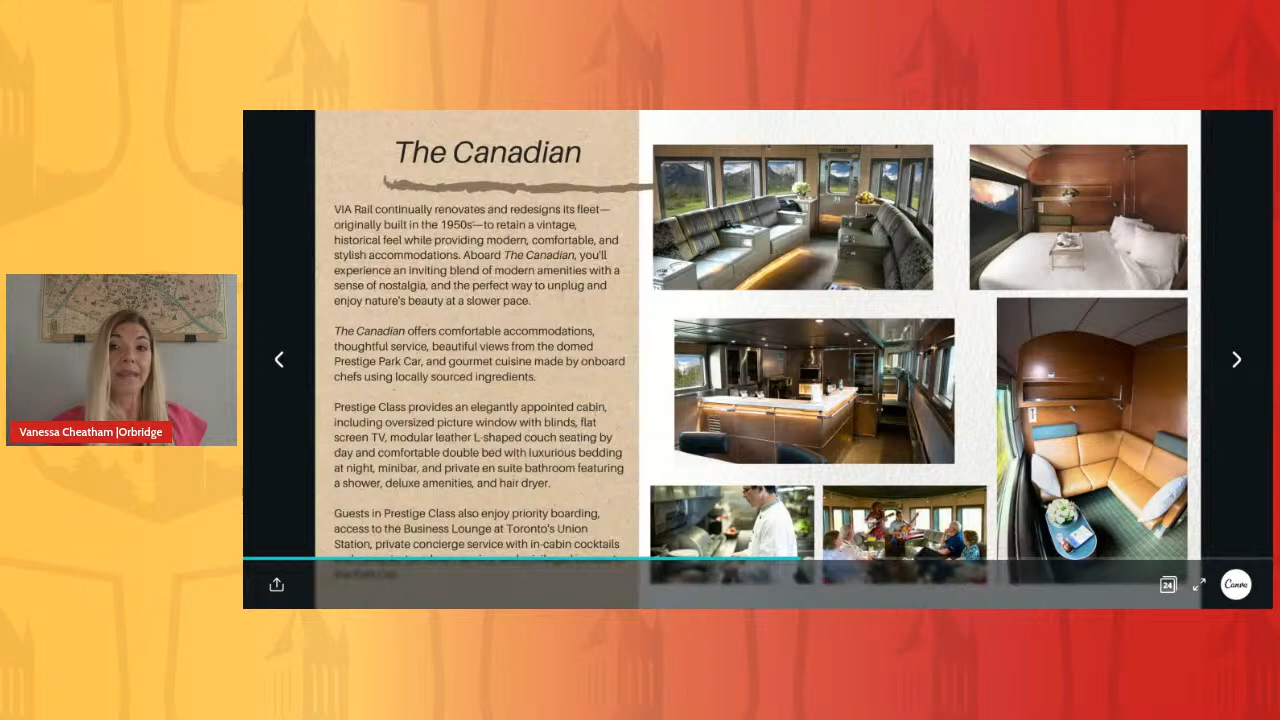 The Canadian
VIA Rail continually renovates and redesigns its fleet—
originally built in the 1950s'—to retain a vintage,
historical feel while providing modern, comfortable, and
stylish accommodations. Aboard The Canadian, you'll
experience an inviting blend of modern amenities with a
sense of nostalgia, and the perfect way to unplug and
enjoy nature's beauty at a slower pace.
The Canadian offers comfortable accommodations,
thoughtful service, beautiful views from the domed
Prestige Park Car, and gourmet cuisine made by onboard
chefs using locally sourced ingredients.
Prestige Class provides an elegantly appointed cabin,
including oversized picture window with blinds, flat
screen TV, modular leather L-shaped couch seating by
day and comfortable double bed with luxurious bedding
at night, minibar, and private en suite bathroom featuring
a shower, deluxe amenities, and hair dryer.
Guests in Prestige Class also enjoy priority boarding,
access to the Business Lounge at Toronto's Union
Station, private concierge service with in-cabin cocktails
Vanessa Cheatham |Orbridge
24
Canva